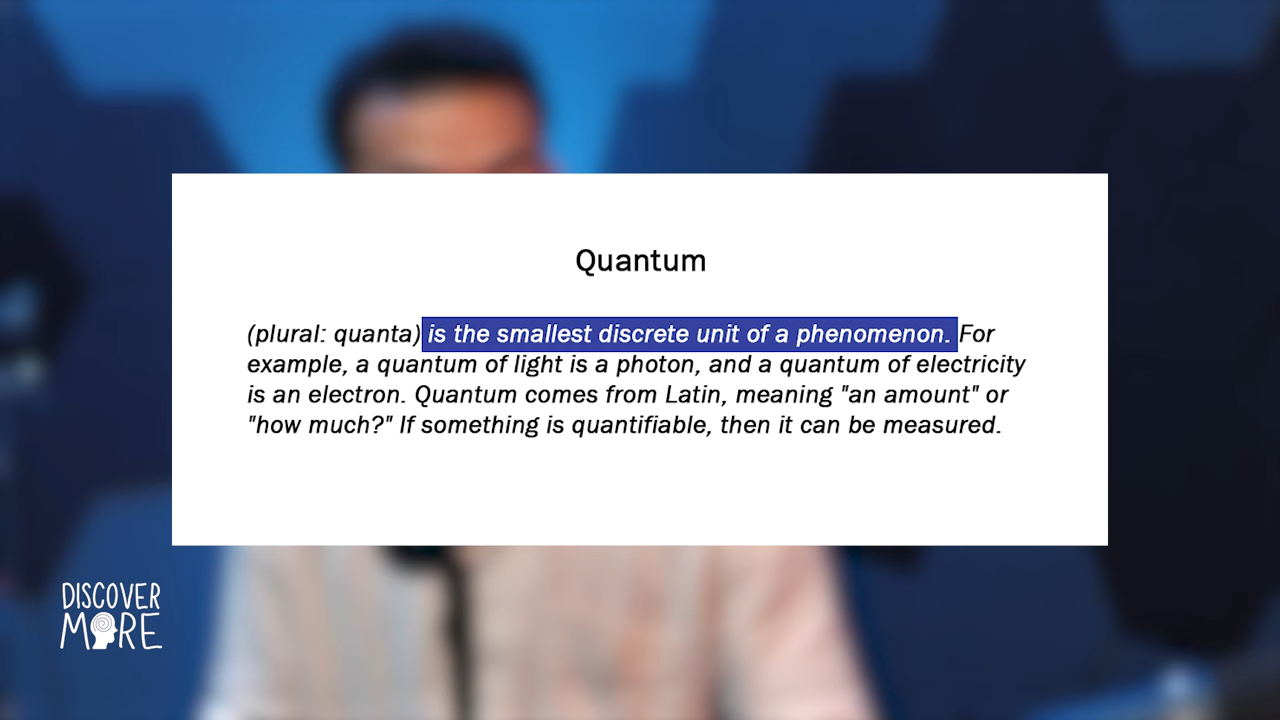 Quantum
(plural: quanta) is the smallest discrete unit of a phenomenon. For
example, a quantum of light is a photon, and a quantum of electricity
is an electron. Quantum comes from Latin, meaning "an amount" or
"how much?" If something is quantifiable, then it can be measured.
DISCOVER
MORE